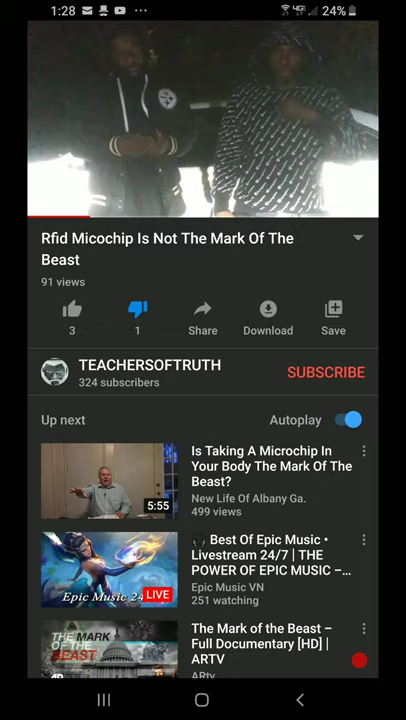 1:28
4G
24%
Rfid Micochip Is Not The Mark Of The
Beast
91 views
3
1
Share
Download
Save
TEACHERSOFTRUTH
324 subscribers
SUBSCRIBE
Up next
Autoplay
Is Taking A Microchip In
Your Body The Mark Of The
Beast?
New Life Of Albany Ga.
499 views
5:55
Best Of Epic Music •
Livestream 24/7 | THE
POWER OF EPIC MUSIC –...
Epic Music VN
251 watching
Epic Music 24
LIVE
The Mark of the Beast –
Full Documentary [HD] |
ARTV
ARtv
THE MARK
OF THE
BEAST